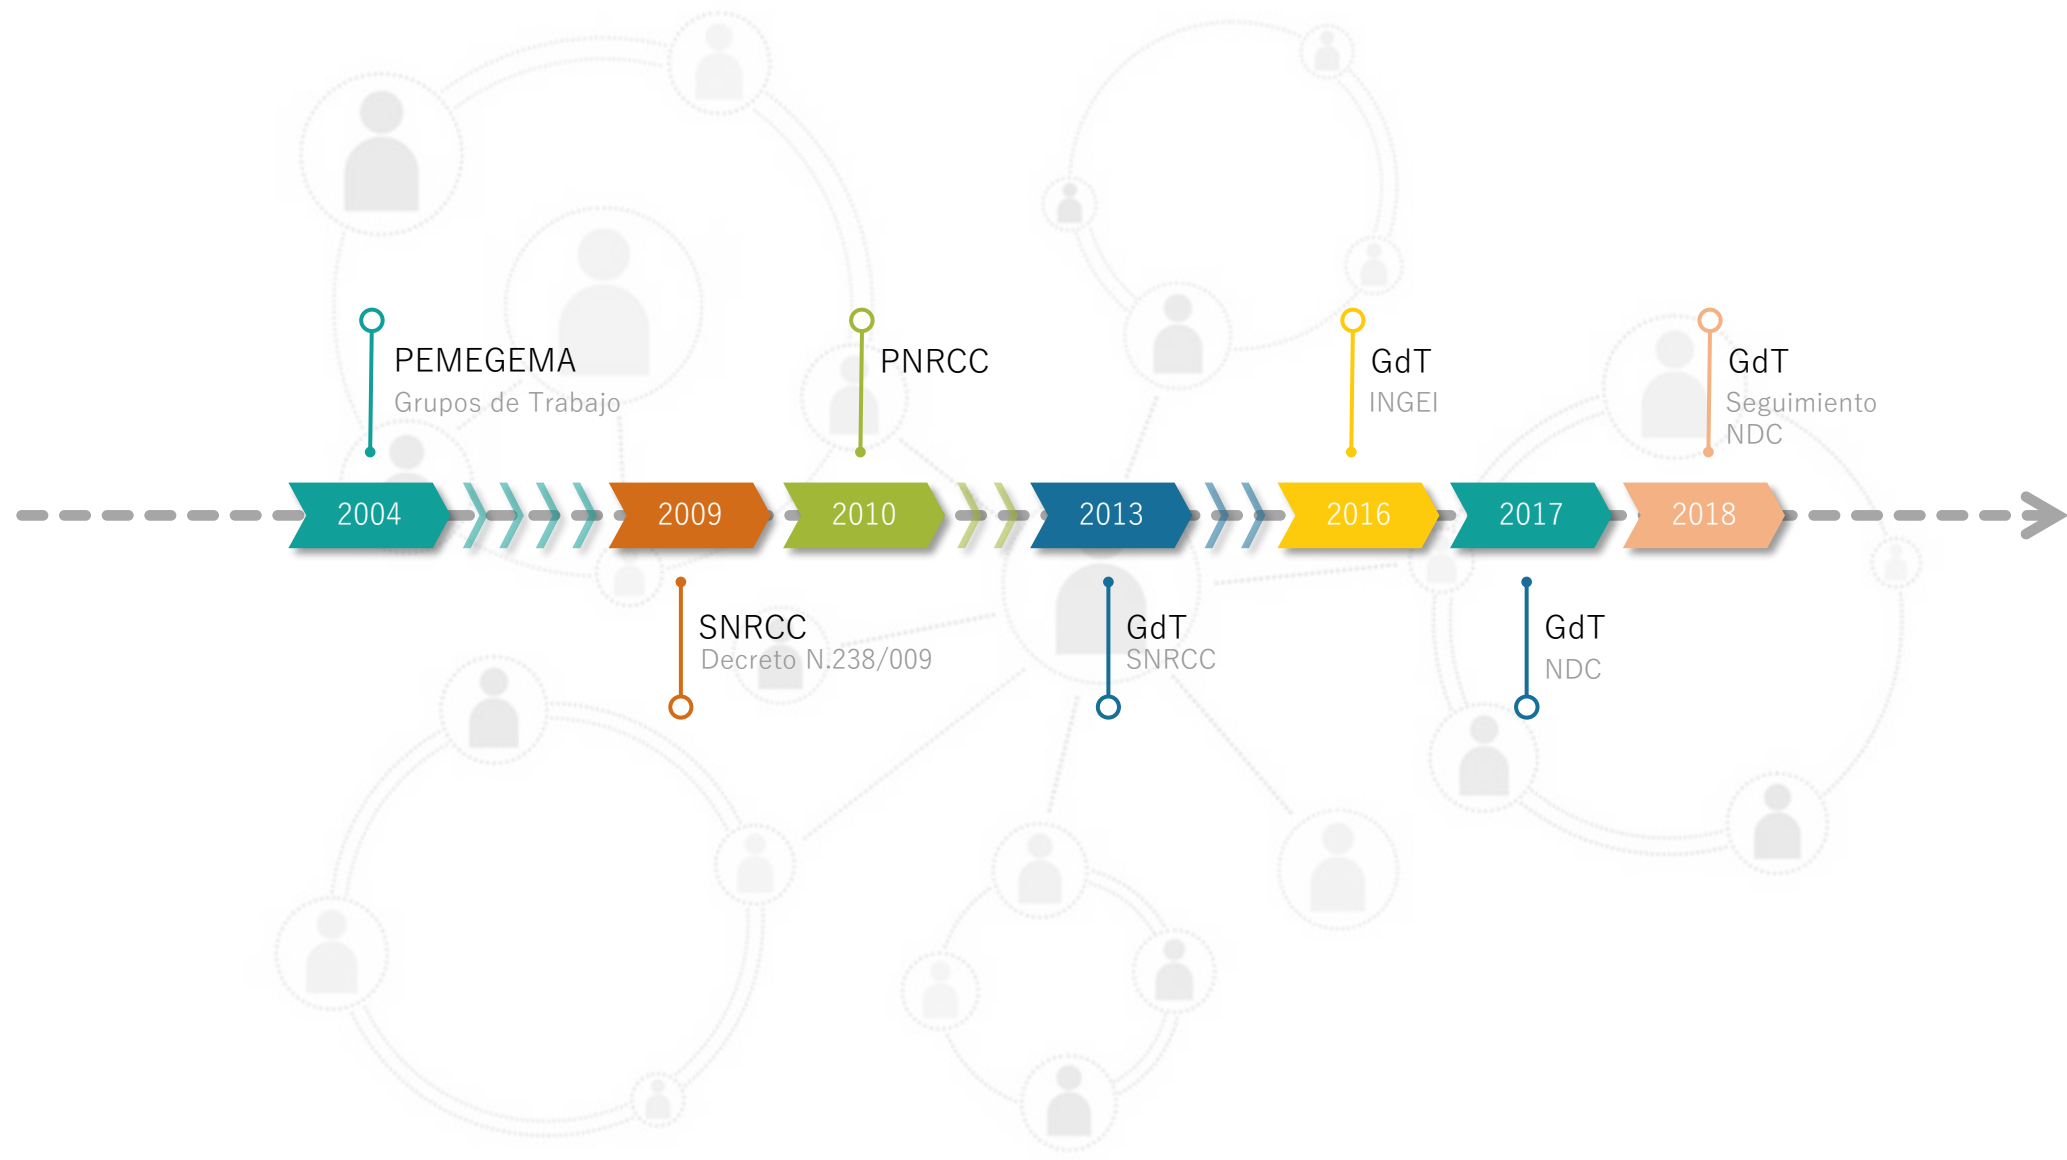 PEMEGEMA
Grupos de Trabajo
PNRCC
GdT
INGEI
GdT
Seguimiento
NDC
2004
2009
2010
2013
2016
2017
2018
SNRCC
Decreto N.238/009
GdT
SNRCC
GdT
NDC